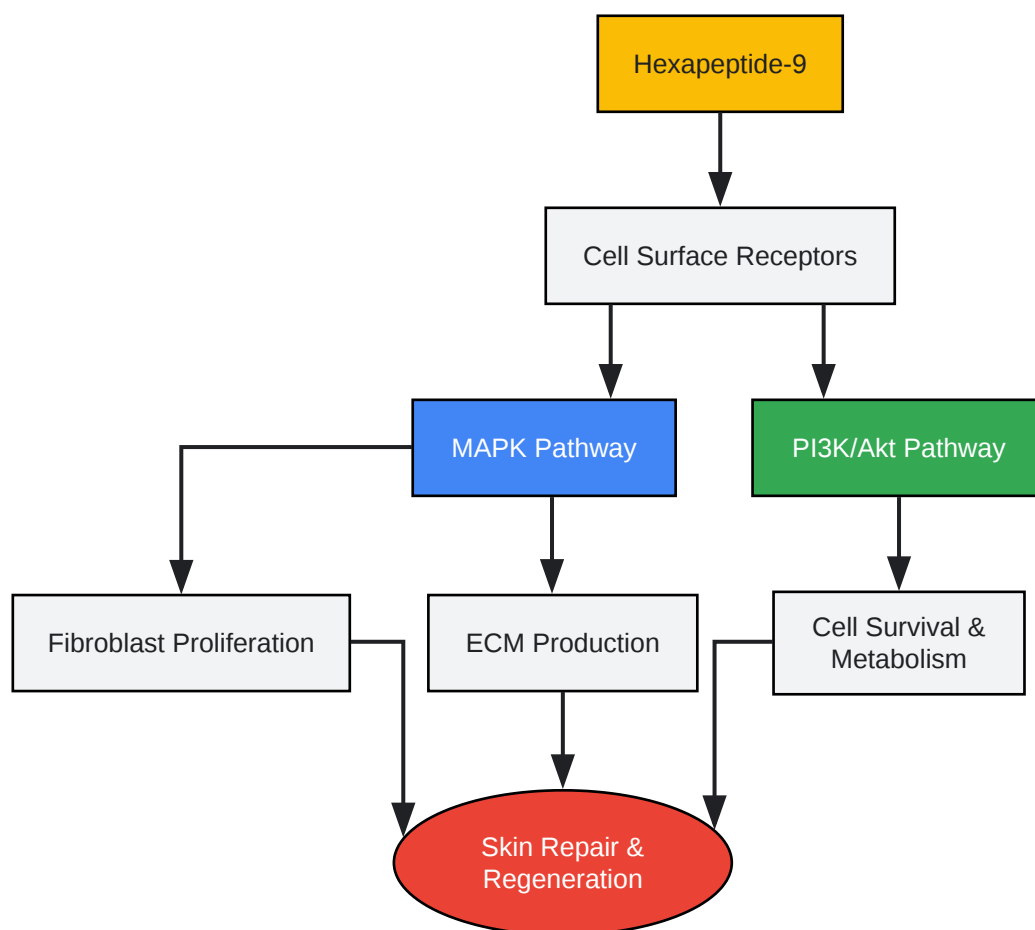 Hexapeptide-9
Cell Surface Receptors
MAPK Pathway
PI3K/Akt Pathway
Fibroblast Proliferation
ECM Production
Cell Survival &
Metabolism
Skin Repair &
Regeneration